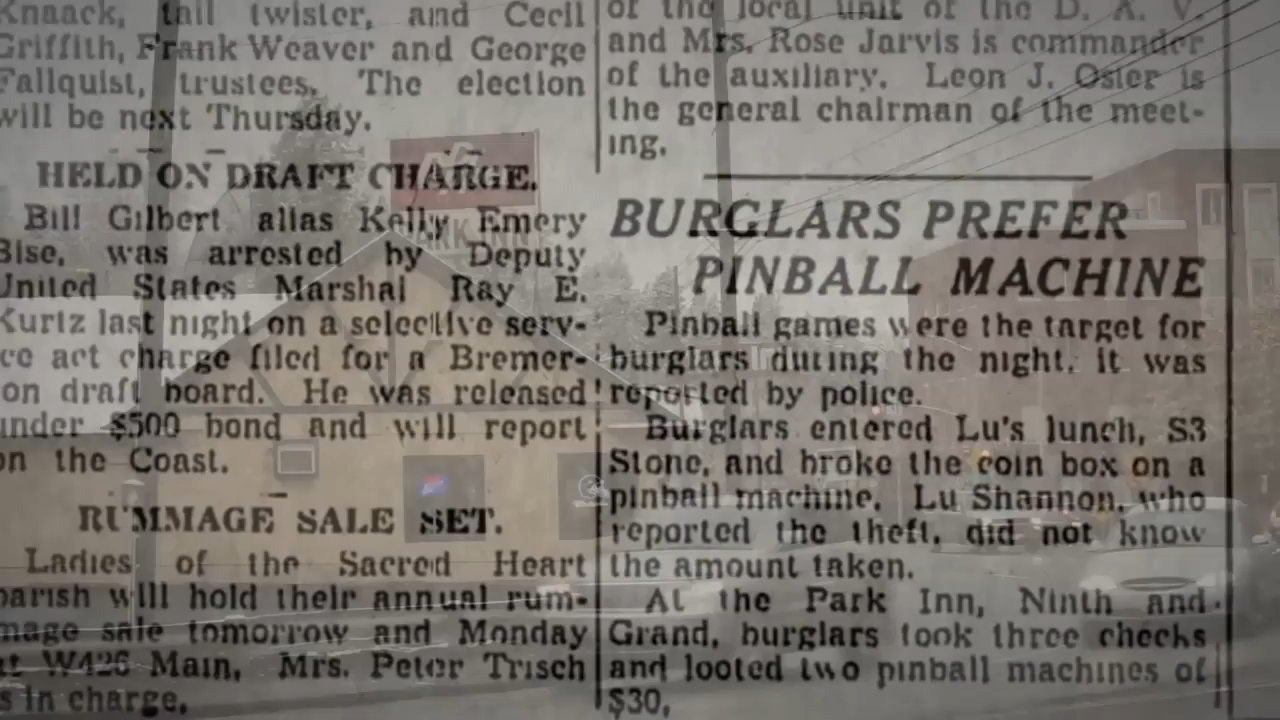 Knack, tail twister, and Cecil
Griffith, Frank Weaver and George
Fallquist, trustees. The election
will be next Thursday.
HELD ON DRAFT CHARGE.
Bill Gilbert alias Kelly Emery
Bise, was arrested by Deputy
United States Marshal Ray E.
Kurtz last night on a selective serv-
ce act charge filed for a Bremer-
on draft board. He was released
under $500 bond and will report
on the Coast.
RUMMAGE SALE SET.
Ladies of the Sacred Heart
parish will hold their annual rum-
mage sale tomorrow and Monday
at W426 Main, Mrs. Peter Trisch
s in charge.
of the local unit of the D. A. V.
and Mrs. Rose Jarvis is commander
of the auxiliary. Leon J. Osier is
the general chairman of the meet-
ing.
BURGLARS PREFER
PINBALL MACHINE
Pinball games were the target for
burglars during the night, it was
reported by police.
Burglars entered Lu's lunch, S3
Stone, and broke the coin box on a
pinball machine. Lu Shannon, who
reported the theft, did not know
the amount taken.
At the Park Inn, Ninth and
Grand, burglars took three checks
and looted two pinball machines of
$30.
PARK INN